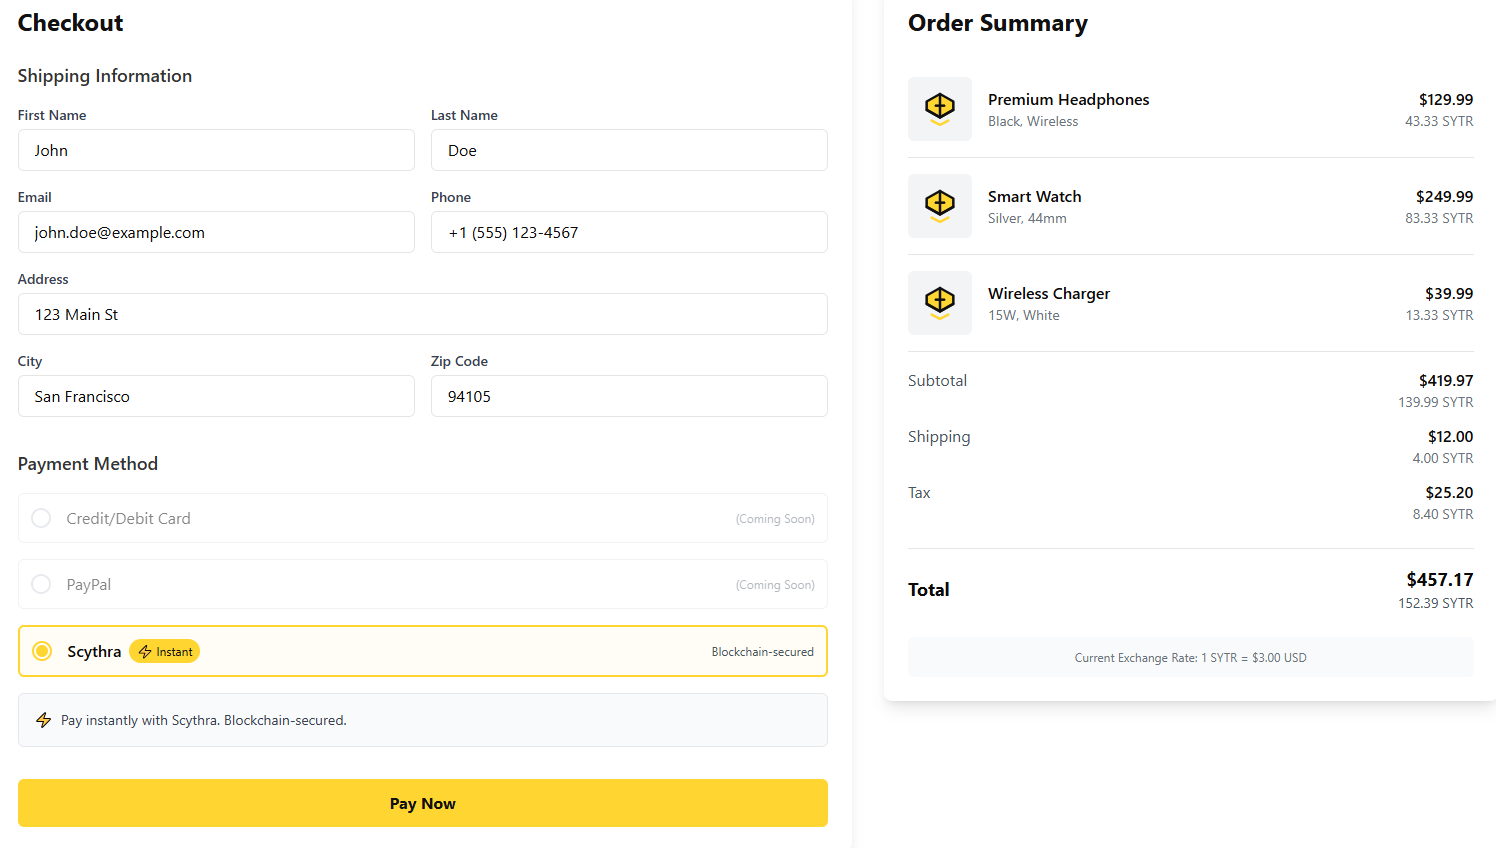 Checkout
Shipping Information
First Name
Last Name
John
Doe
Email
Phone
john.doe@example.com
+1 (555) 123-4567
Address
123 Main St
City
Zip Code
San Francisco
94105
Payment Method
Credit/Debit Card
(Coming Soon)
PayPal
(Coming Soon)
Scythra
Instant
Blockchain-secured
Pay instantly with Scythra. Blockchain-secured.
Pay Now
Order Summary
Premium Headphones
$129.99
Black, Wireless
43.33 SYTR
Smart Watch
$249.99
Silver, 44mm
83.33 SYTR
Wireless Charger
$39.99
15W, White
13.33 SYTR
Subtotal
$419.97
139.99 SYTR
Shipping
$12.00
4.00 SYTR
Tax
$25.20
8.40 SYTR
Total
$457.17
152.39 SYTR
Current Exchange Rate: 1 SYTR = $3.00 USD